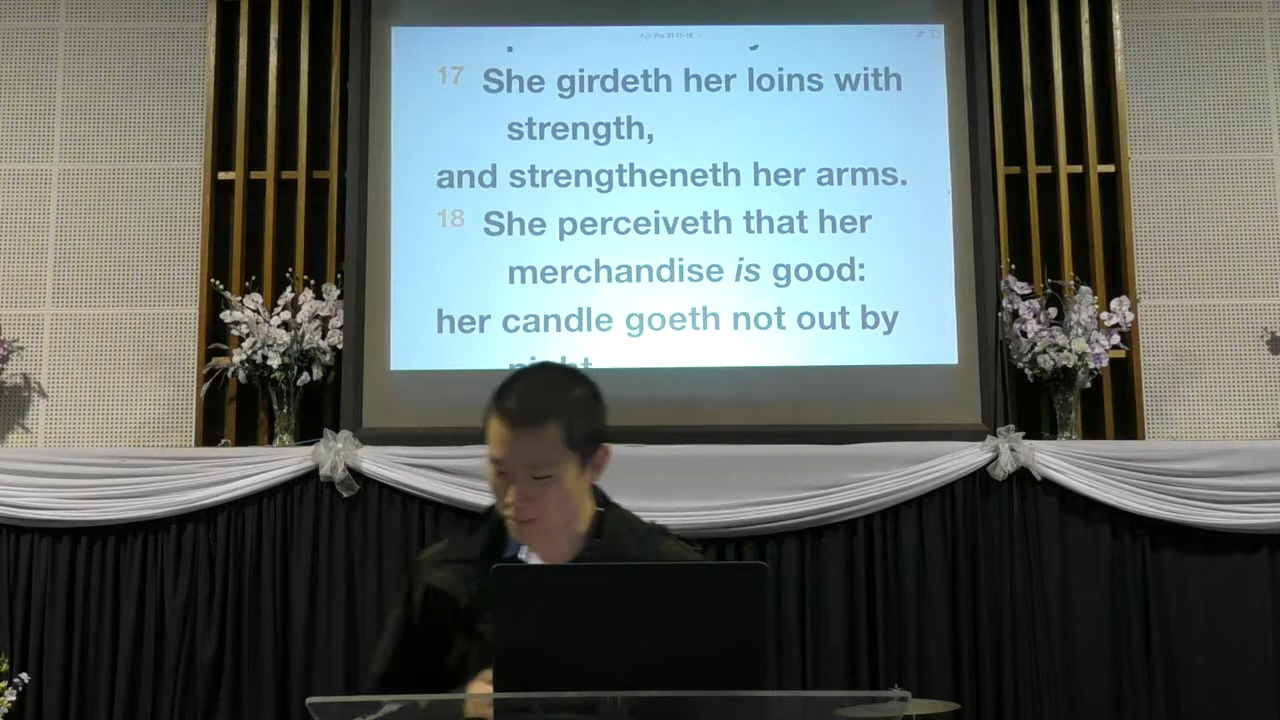 17 She girdeth her loins with
strength,
and strengtheneth her arms.
18 She perceiveth that her
merchandise is good:
her candle goeth not out by
night